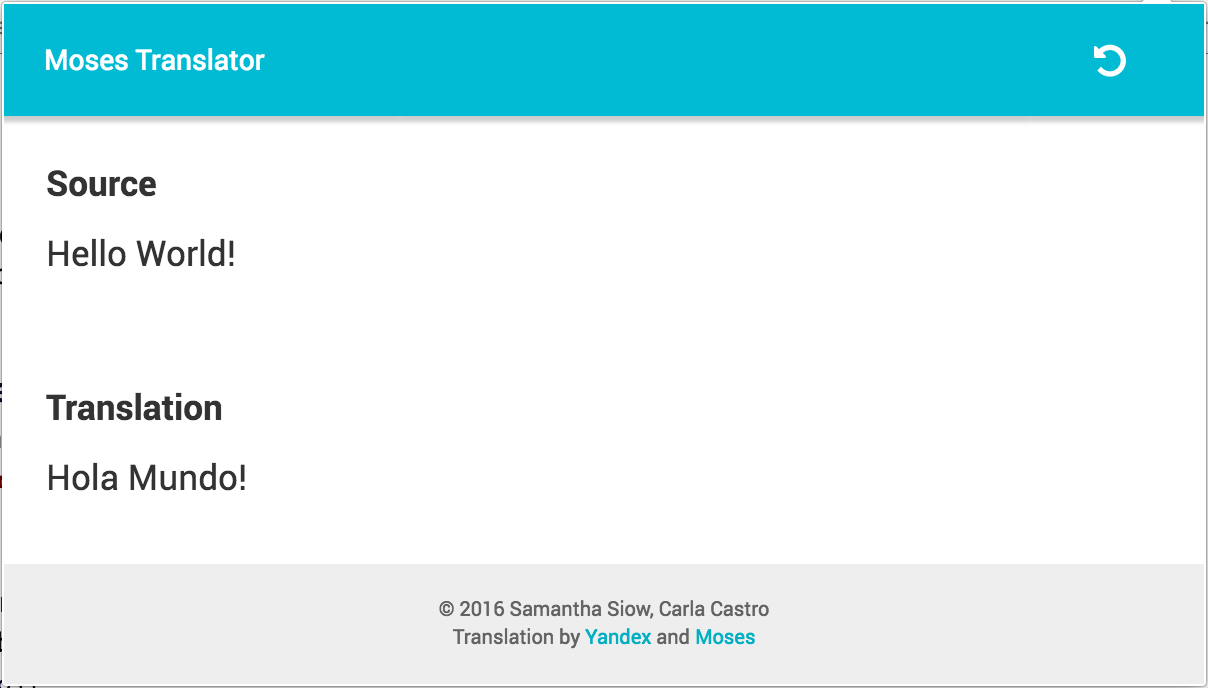 Moses Translator
Source
Hello World!
Translation
Hola Mundo!
© 2016 Samantha Siow, Carla Castro
Translation by Yandex and Moses